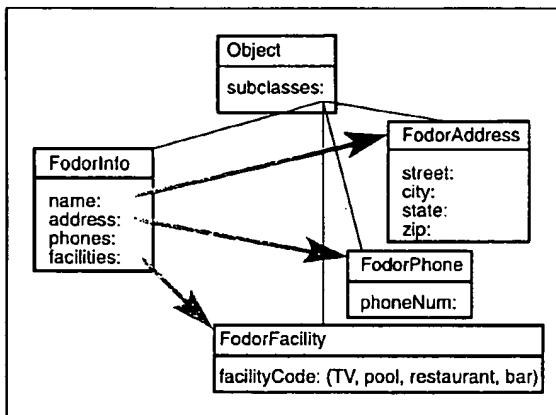 Object
subclasses:
FodorAddress
street:
city:
state:
zip:
FodorInfo
name:
address:
phones:
facilities:
FodorPhone
phoneNum:
FodorFacility
facilityCode: (TV, pool, restaurant, bar)